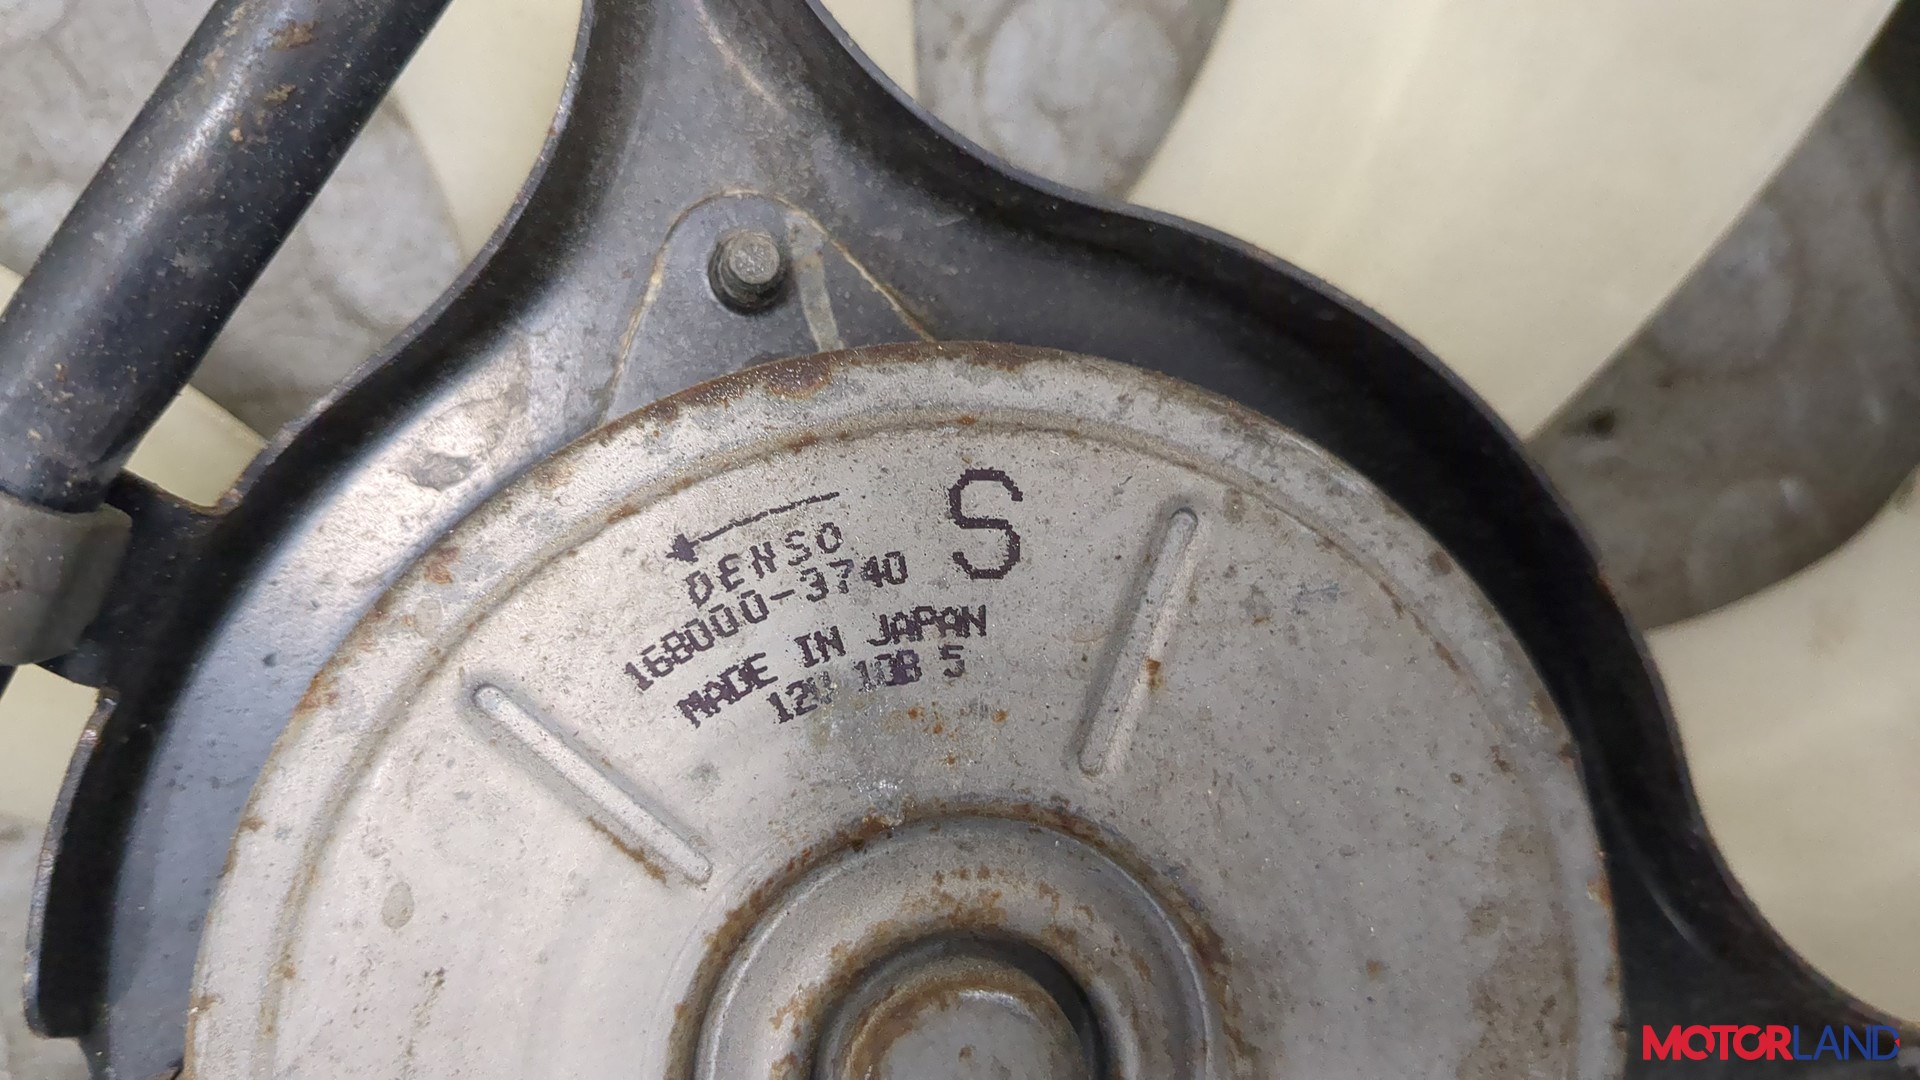 DENSO
S
168000-3740
MADE IN JAPAN
12V 10B 5
MOTORLAND